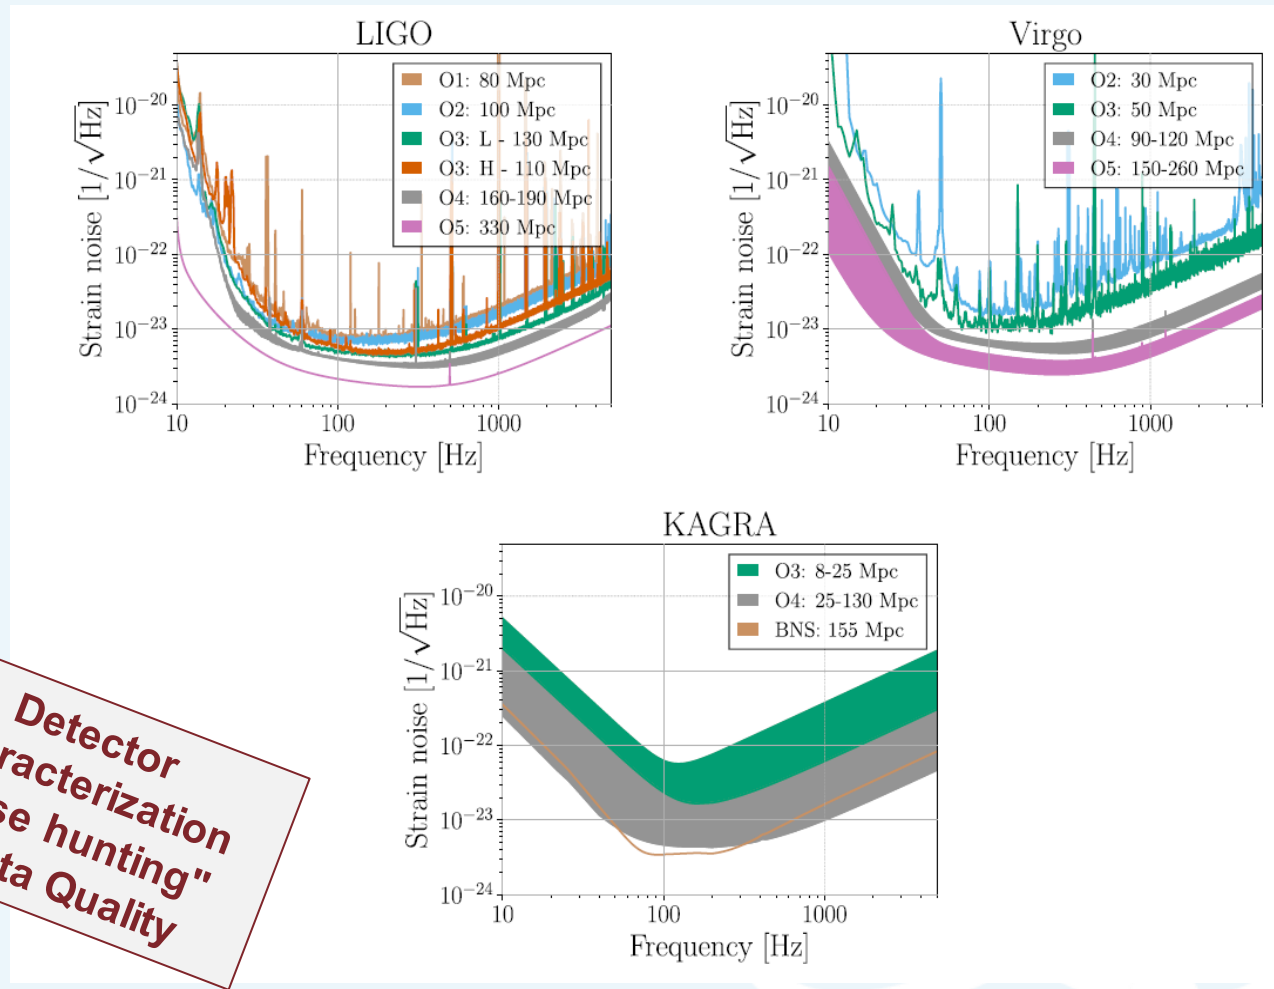 LIGO
Strain noise [1/√Hz]
10⁻²⁰
10⁻²¹
10⁻²²
10⁻²³
10⁻²⁴
O1: 80 Mpc
O2: 100 Mpc
O3: L - 130 Mpc
O3: H - 110 Mpc
O4: 160-190 Mpc
O5: 330 Mpc
10 100 1000
Frequency [Hz]
Virgo
Strain noise [1/√Hz]
10⁻²⁰
10⁻²¹
10⁻²²
10⁻²³
10⁻²⁴
O2: 30 Mpc
O3: 50 Mpc
O4: 90-120 Mpc
O5: 150-260 Mpc
10 100 1000
Frequency [Hz]
KAGRA
Strain noise [1/√Hz]
10⁻²⁰
10⁻²¹
10⁻²²
10⁻²³
10⁻²⁴
O3: 8-25 Mpc
O4: 25-130 Mpc
BNS: 155 Mpc
10 100 1000
Frequency [Hz]
Detector
racterization
se hunting"
ta Quality